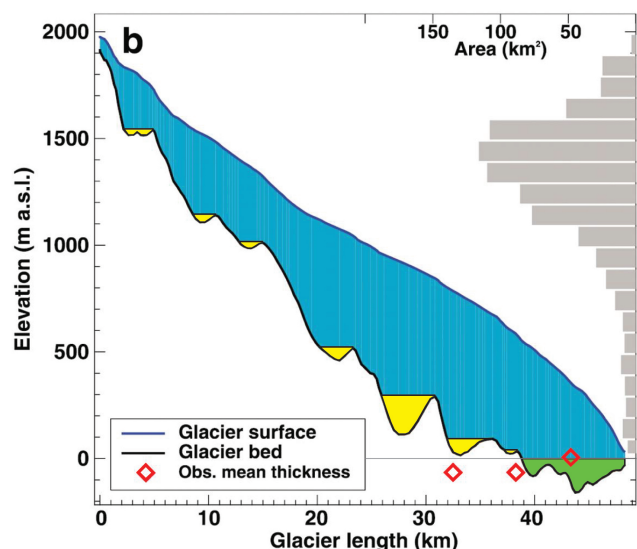 b
150 100 50
Area (km²)
2000
1500
1000
500
0
Elevation (m a.s.l.)
Glacier surface
Glacier bed
Obs. mean thickness
0 10 20 30 40
Glacier length (km)